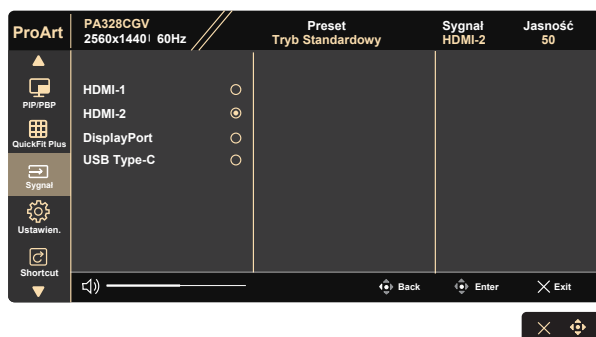 ProArt
PA328CGV
2560x1440 60Hz
Preset
Tryb Standardowy
Sygnał
HDMI-2
Jasność
50
PIP/PBP
QuickFit Plus
Sygnał
Ustawien.
Shortcut
HDMI-1
HDMI-2
DisplayPort
USB Type-C
Back
Enter
Exit